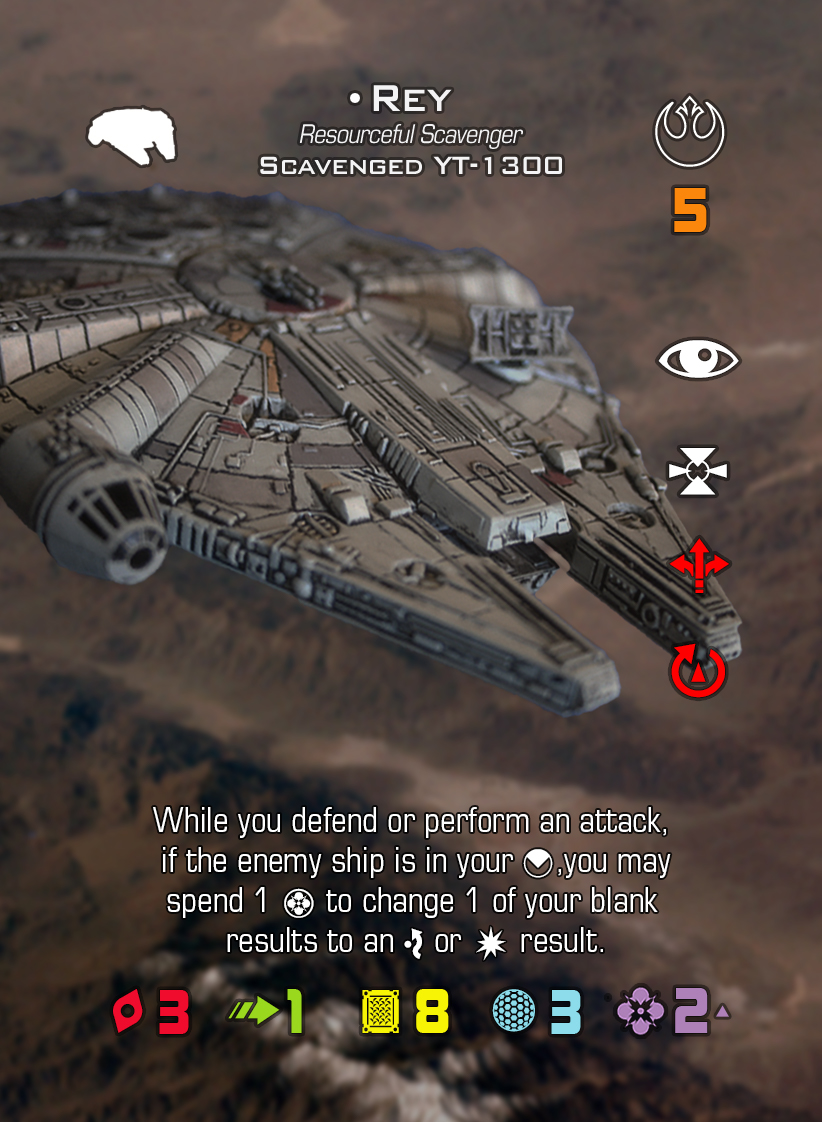 • Rey
Resourceful Scavenger
Scavenged YT-1300
5
While you defend or perform an attack,
if the enemy ship is in your ,you may
spend 1 to change 1 of your blank
results to an or result.
3 1 8 3 2